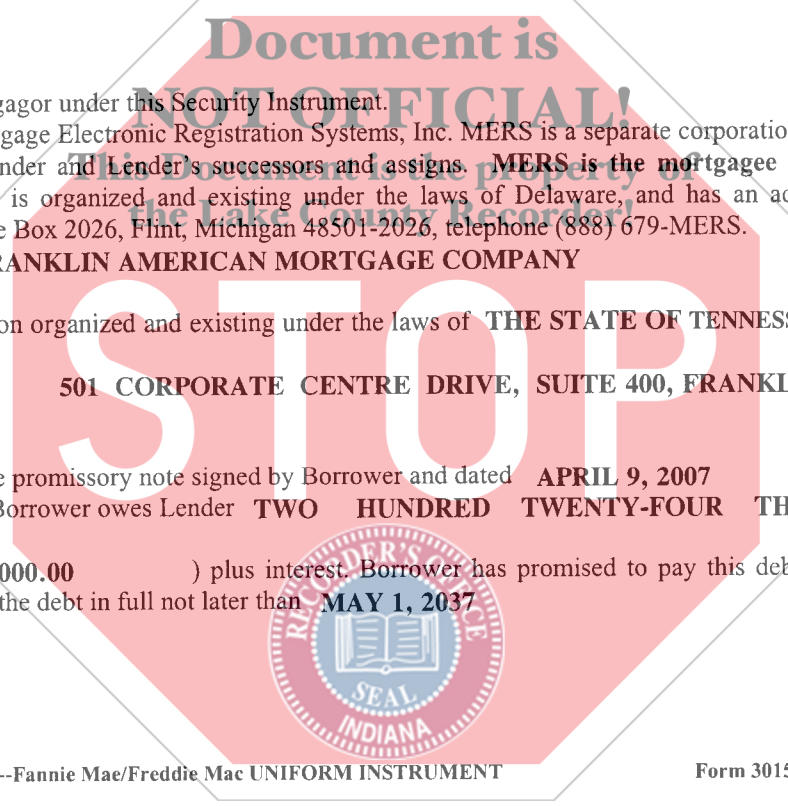 Document is
NOT OFFICIAL!
This Document is the property of
the Lake County Recorder!
STOP
gagor under this Security Instrument.
gage Electronic Registration Systems, Inc. MERS is a separate corporatio
nder and Lender's successors and assigns. MERS is the mortgagee
is organized and existing under the laws of Delaware, and has an ad
e Box 2026, Flint, Michigan 48501-2026, telephone (888) 679-MERS.
RANKLIN AMERICAN MORTGAGE COMPANY
on organized and existing under the laws of THE STATE OF TENNESS
501 CORPORATE CENTRE DRIVE, SUITE 400, FRANKL
e promissory note signed by Borrower and dated APRIL 9, 2007
Borrower owes Lender TWO HUNDRED TWENTY-FOUR TH
000.00 ) plus interest. Borrower has promised to pay this deb
the debt in full not later than MAY 1, 2037
RECORDER'S OFFICE
SEAL
INDIANA
--Fannie Mae/Freddie Mac UNIFORM INSTRUMENT Form 3015